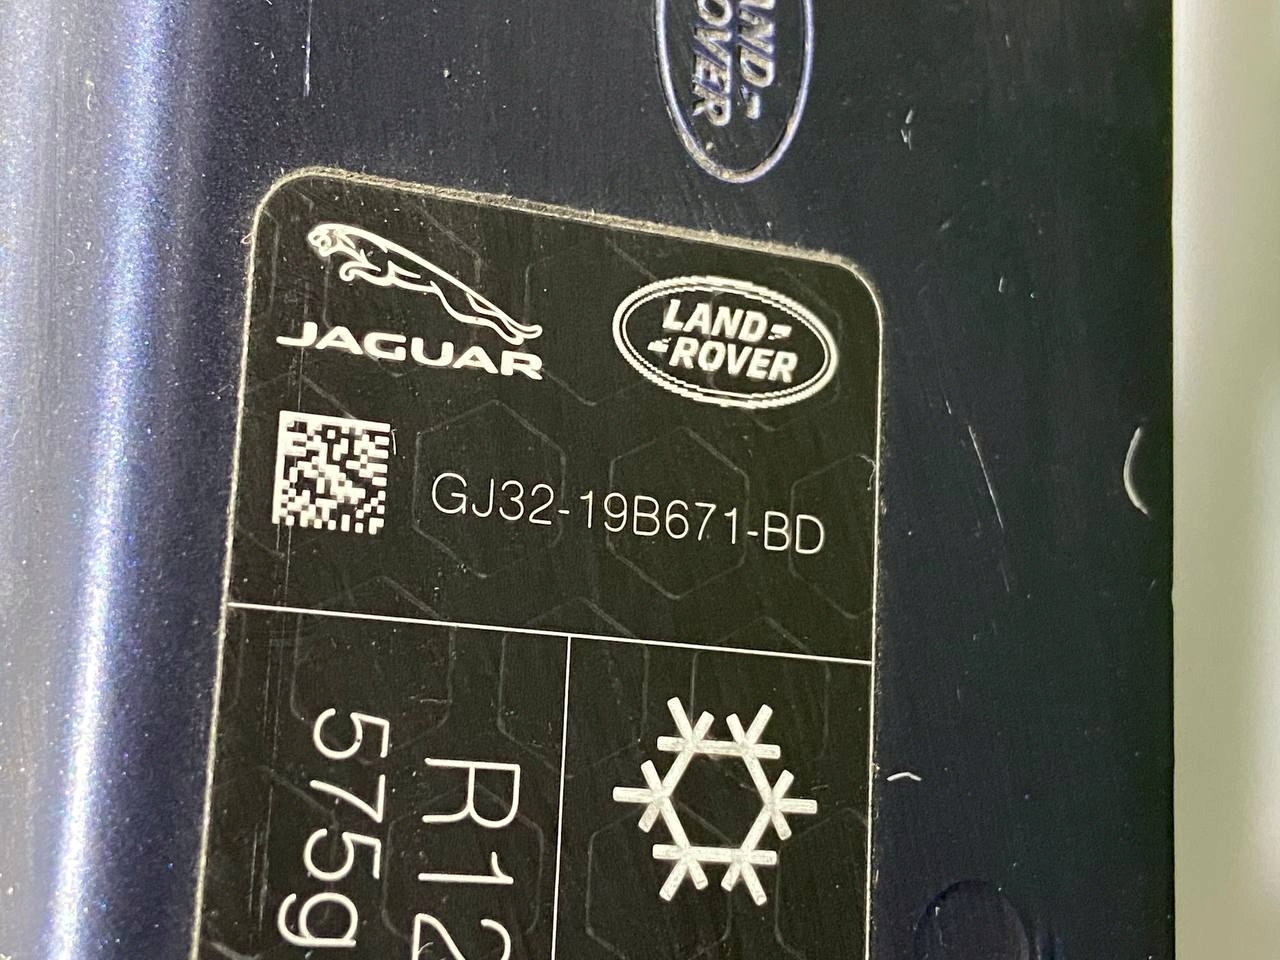 LAND
ROVER
JAGUAR
LAND
ROVER
GJ32-19B671-BD
R12
575g